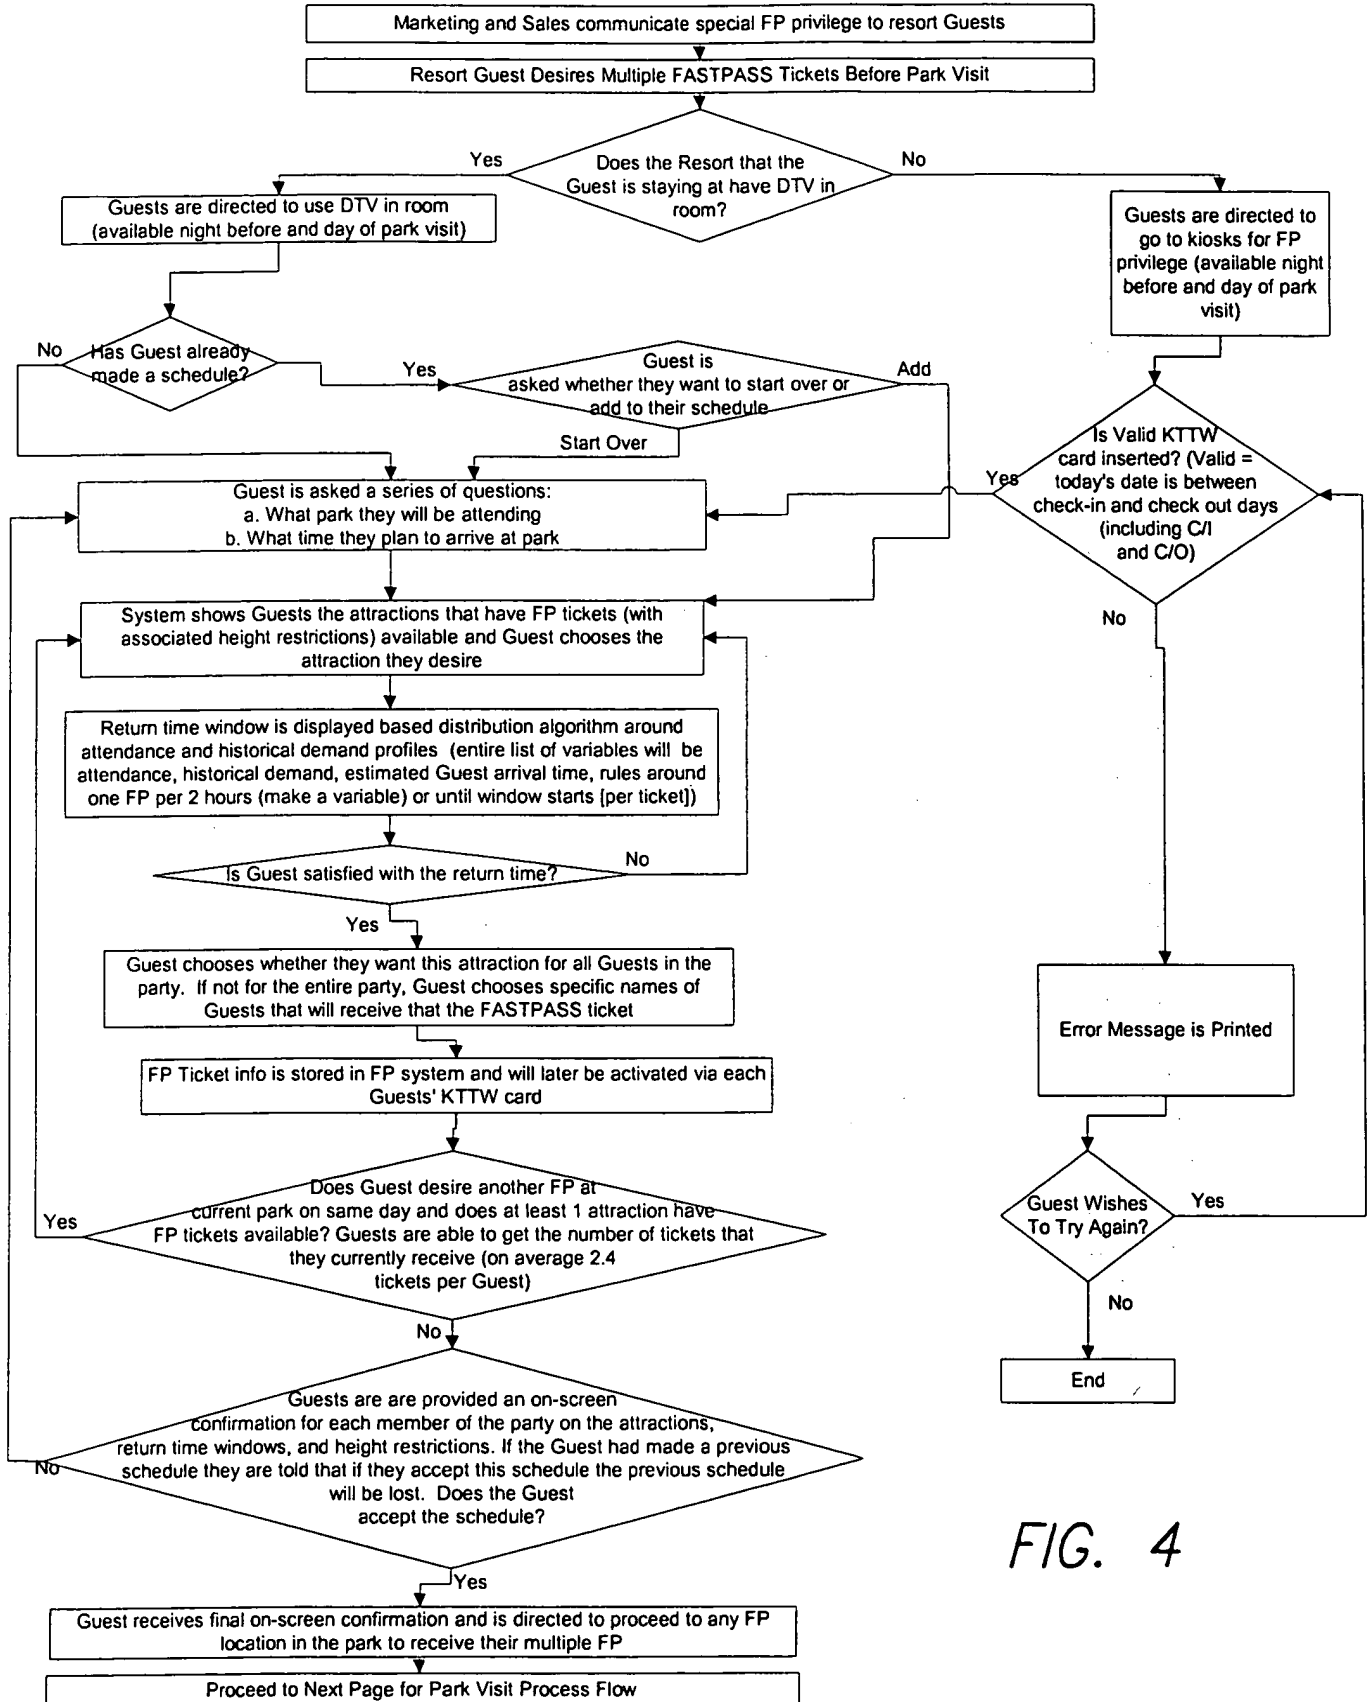 Marketing and Sales communicate special FP privilege to resort Guests
Resort Guest Desires Multiple FASTPASS Tickets Before Park Visit
Yes
Does the Resort that the
Guest is staying at have DTV in
room?
No
Guests are directed to use DTV in room
(available night before and day of park visit)
Guests are directed to
go to kiosks for FP
privilege (available night
before and day of park
visit)
No
Has Guest already
made a schedule?
Yes
Guest is
asked whether they want to start over or
add to their schedule
Add
Start Over
Is Valid KTTW
card inserted? (Valid =
today's date is between
check-in and check out days
(including C/I
and C/O)
Yes
No
Guest is asked a series of questions:
a. What park they will be attending
b. What time they plan to arrive at park
System shows Guests the attractions that have FP tickets (with
associated height restrictions) available and Guest chooses the
attraction they desire
Return time window is displayed based distribution algorithm around
attendance and historical demand profiles (entire list of variables will be
attendance, historical demand, estimated Guest arrival time, rules around
one FP per 2 hours (make a variable) or until window starts [per ticket])
Is Guest satisfied with the return time?
No
Yes
Guest chooses whether they want this attraction for all Guests in the
party. If not for the entire party, Guest chooses specific names of
Guests that will receive that the FASTPASS ticket
Error Message is Printed
FP Ticket info is stored in FP system and will later be activated via each
Guests' KTTW card
Does Guest desire another FP at
current park on same day and does at least 1 attraction have
FP tickets available? Guests are able to get the number of tickets that
they currently receive (on average 2.4
tickets per Guest)
Yes
No
Guest Wishes
To Try Again?
Yes
No
End
Guests are are provided an on-screen
confirmation for each member of the party on the attractions,
return time windows, and height restrictions. If the Guest had made a previous
schedule they are told that if they accept this schedule the previous schedule
will be lost. Does the Guest
accept the schedule?
No
Yes
Guest receives final on-screen confirmation and is directed to proceed to any FP
location in the park to receive their multiple FP
Proceed to Next Page for Park Visit Process Flow
FIG. 4